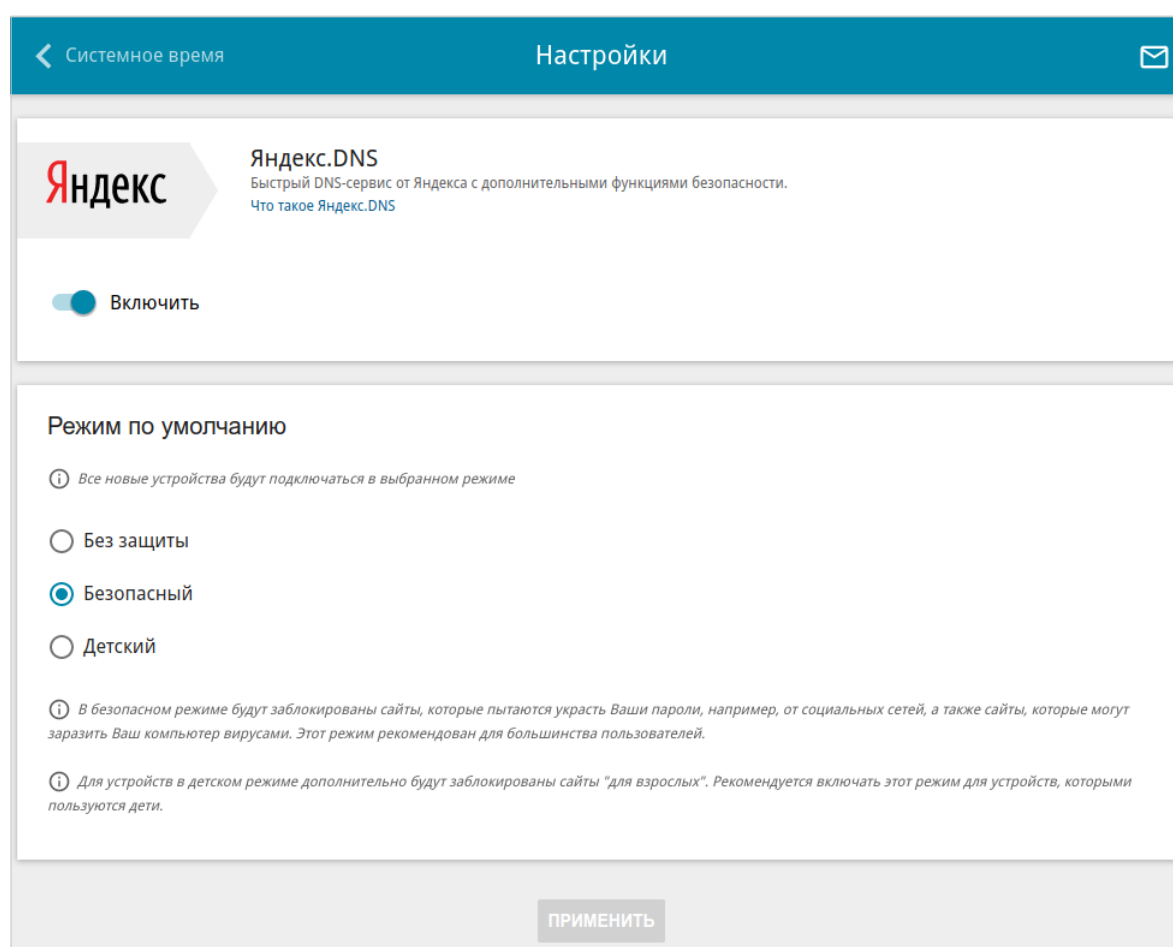 Системное время
Настройки
Яндекс
Яндекс.DNS
Быстрый DNS-сервис от Яндекса с дополнительными функциями безопасности.
Что такое Яндекс.DNS
Включить
Режим по умолчанию
Все новые устройства будут подключаться в выбранном режиме
Без защиты
Безопасный
Детский
В безопасном режиме будут заблокированы сайты, которые пытаются украсть Ваши пароли, например, от социальных сетей, а также сайты, которые могут
заразить Ваш компьютер вирусами. Этот режим рекомендован для большинства пользователей.
Для устройств в детском режиме дополнительно будут заблокированы сайты "для взрослых". Рекомендуется включать этот режим для устройств, которыми
пользуются дети.
ПРИМЕНИТЬ